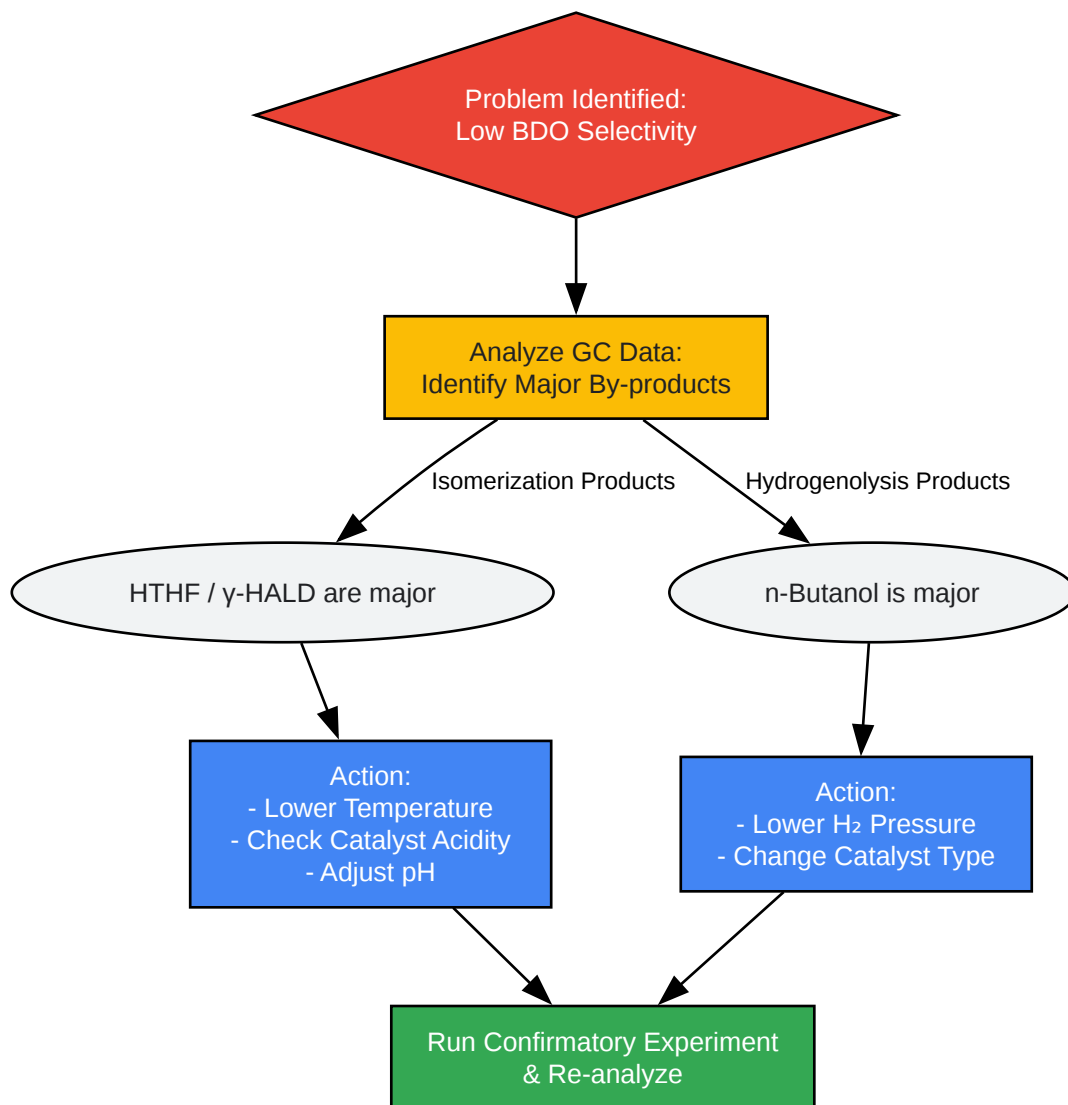 Problem Identified:
Low BDO Selectivity
Analyze GC Data:
Identify Major By-products
Isomerization Products
Hydrogenolysis Products
HTHF / γ-HALD are major
n-Butanol is major
Action:
- Lower Temperature
- Check Catalyst Acidity
- Adjust pH
Action:
- Lower H₂ Pressure
- Change Catalyst Type
Run Confirmatory Experiment
& Re-analyze